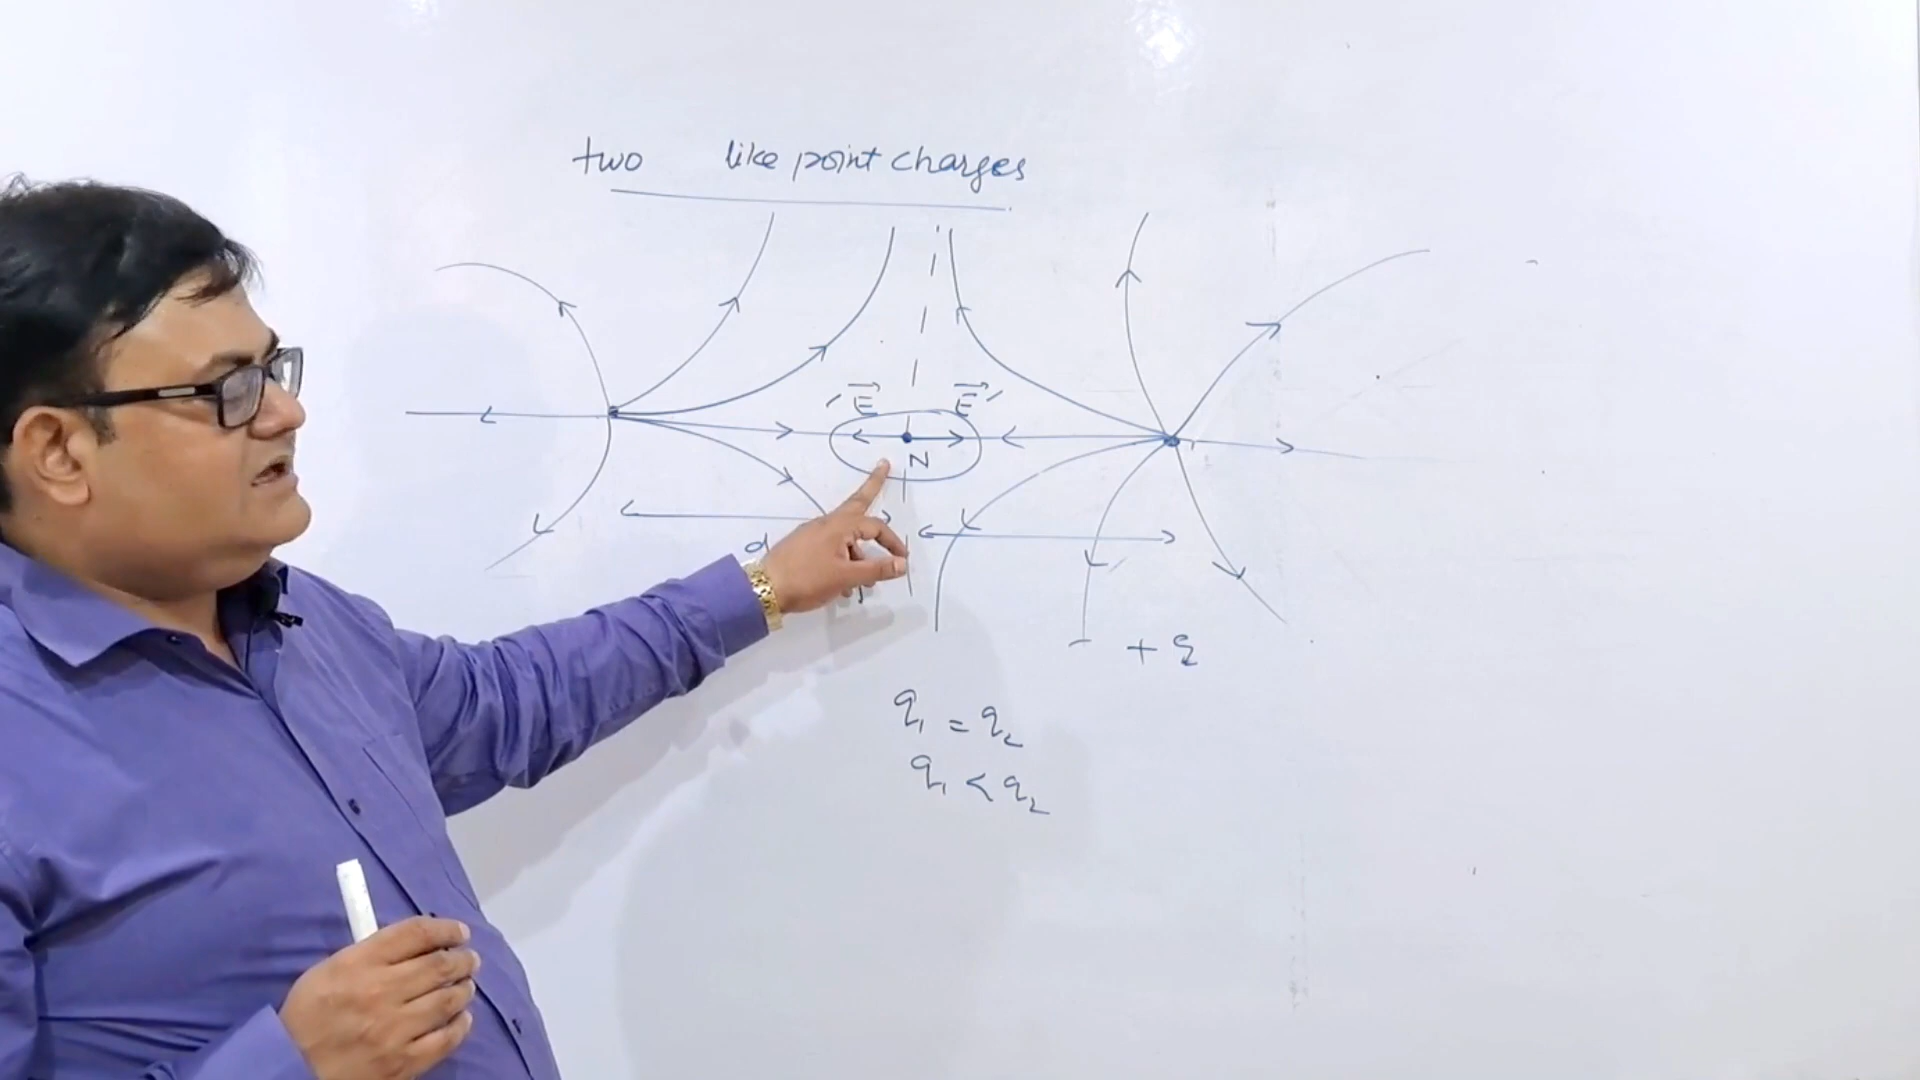 two like point charges
E E
N
d
+ q
q₁ = q₂
q₁ < q₂